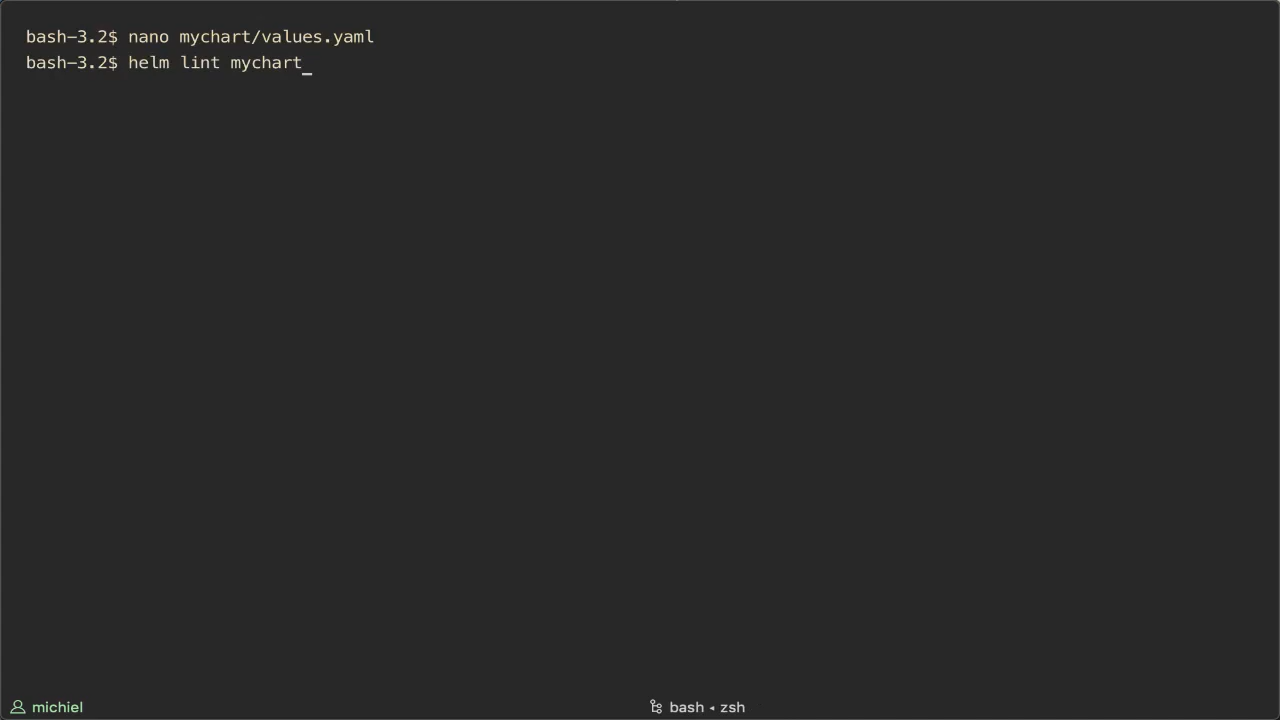 bash-3.2$ nano mychart/values.yaml
bash-3.2$ helm lint mychart_
michiel
bash ◂ zsh